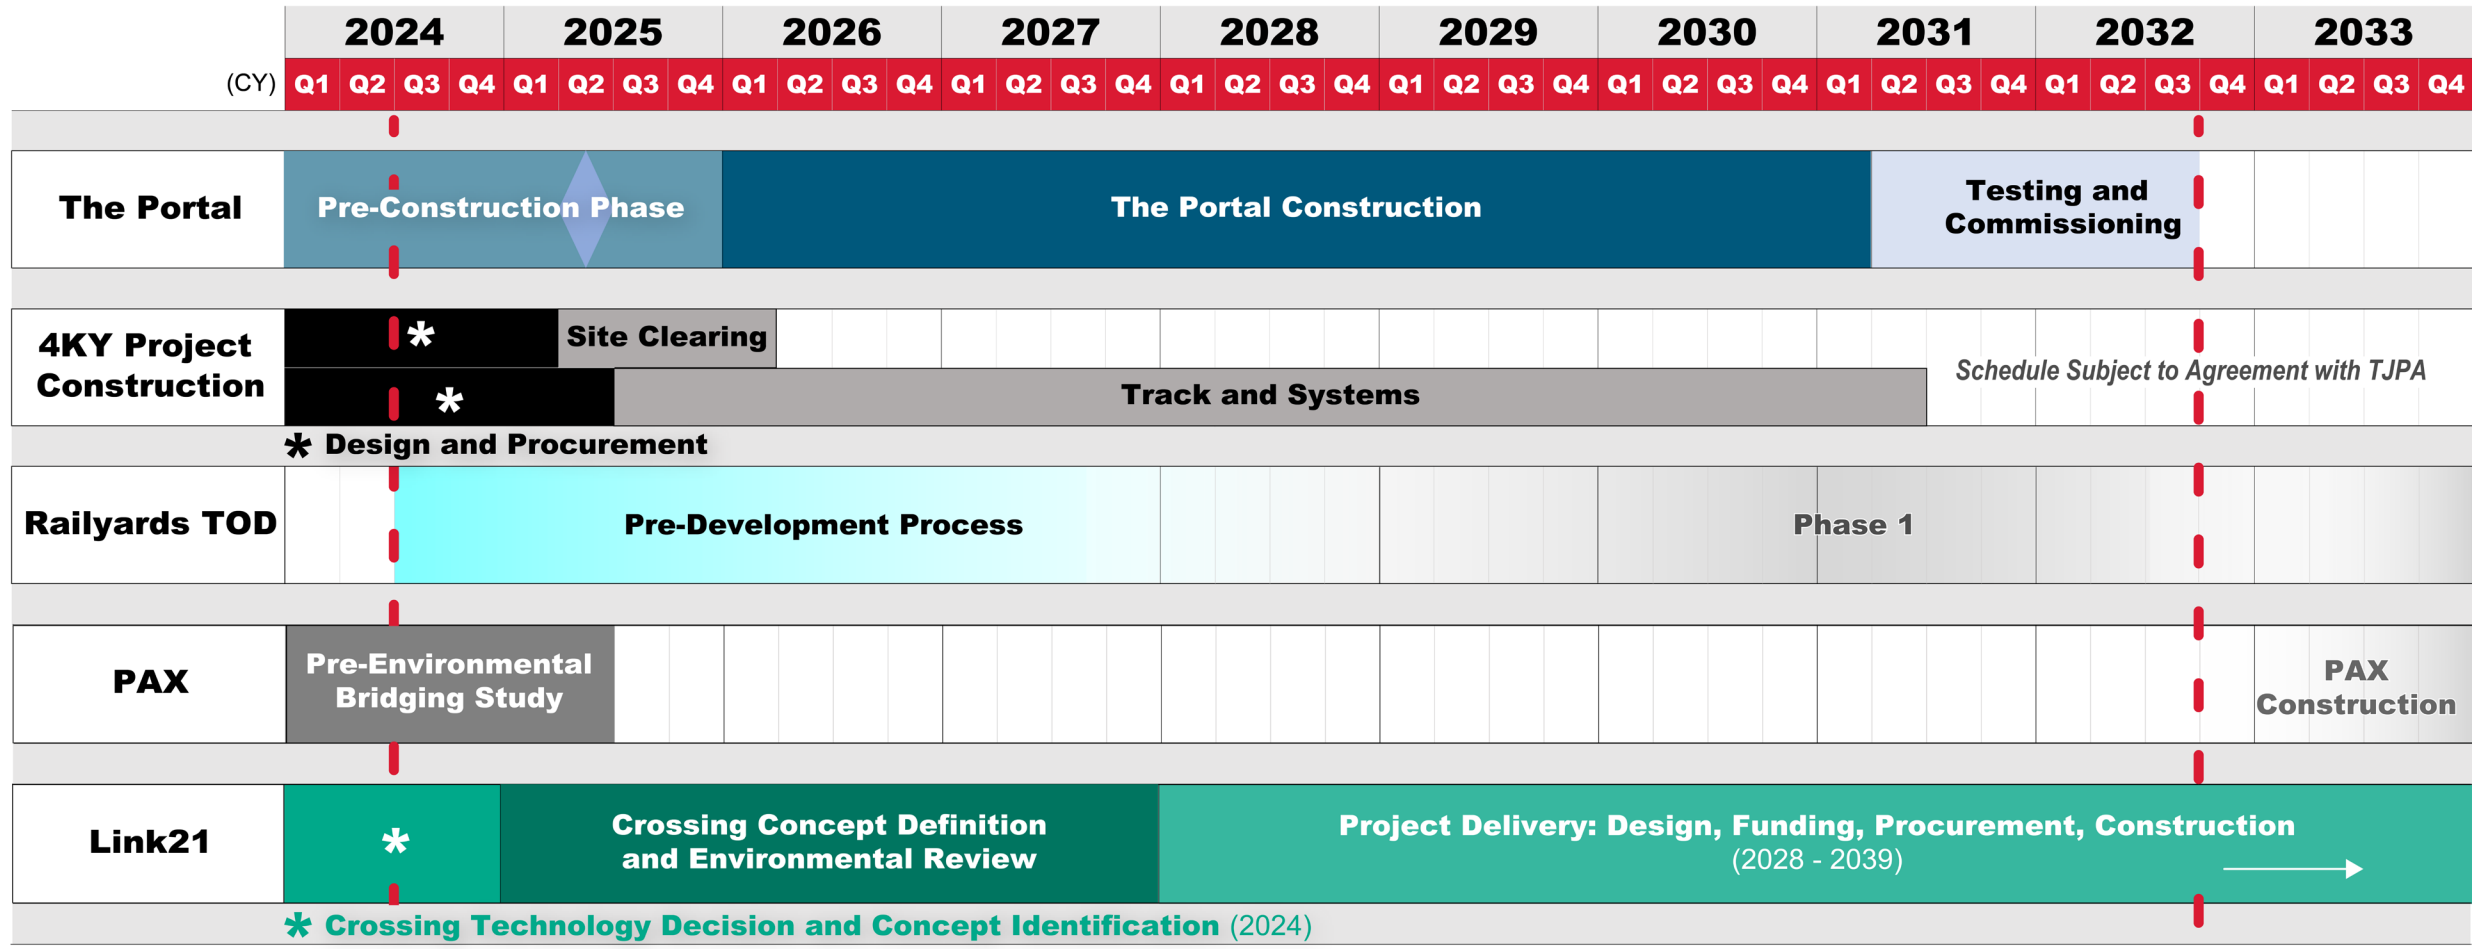 2024 2025 2026 2027 2028 2029 2030 2031 2032 2033
(CY) Q1 Q2 Q3 Q4 Q1 Q2 Q3 Q4 Q1 Q2 Q3 Q4 Q1 Q2 Q3 Q4 Q1 Q2 Q3 Q4 Q1 Q2 Q3 Q4 Q1 Q2 Q3 Q4 Q1 Q2 Q3 Q4 Q1 Q2 Q3 Q4 Q1 Q2 Q3 Q4
The Portal
Pre-Construction Phase
The Portal Construction
Testing and
Commissioning
4KY Project
Construction
*
Site Clearing
*
Track and Systems
Schedule Subject to Agreement with TJPA
* Design and Procurement
Railyards TOD
Pre-Development Process
Phase 1
PAX
Pre-Environmental
Bridging Study
PAX
Construction
Link21
*
Crossing Concept Definition
and Environmental Review
Project Delivery: Design, Funding, Procurement, Construction
(2028 - 2039)
* Crossing Technology Decision and Concept Identification (2024)